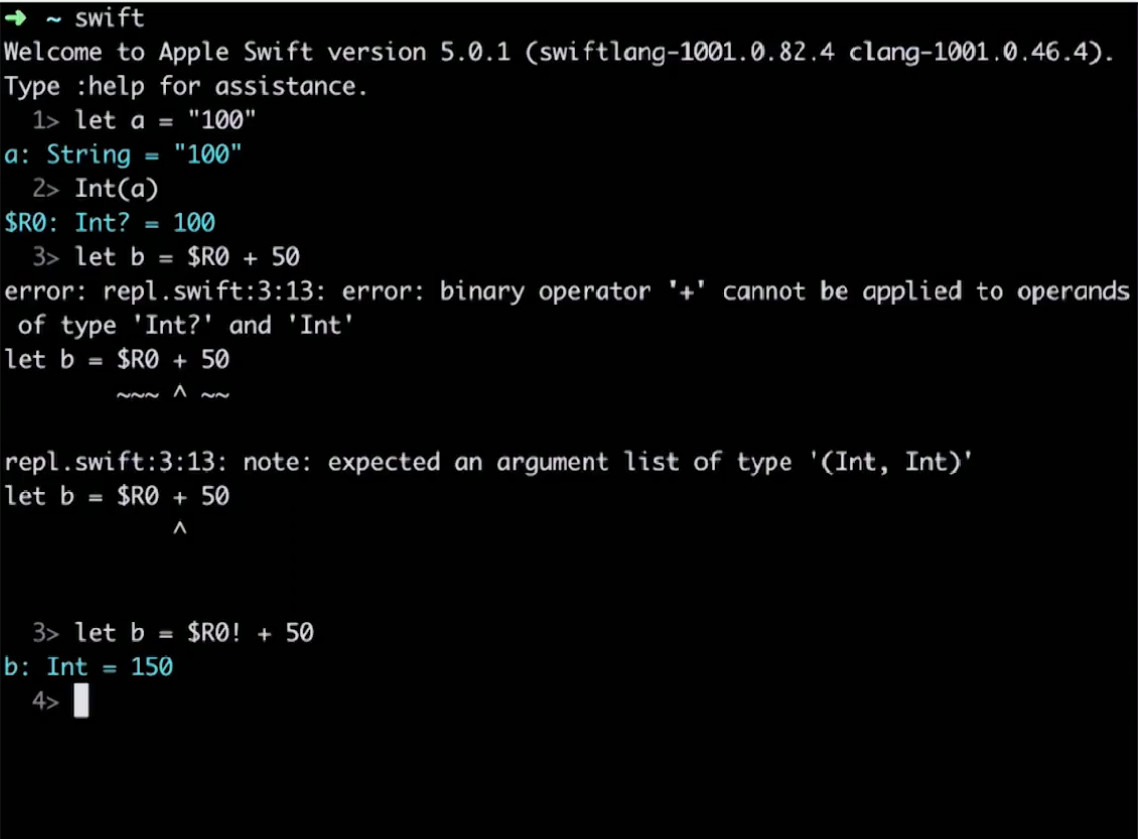 ➜ ~ swift
Welcome to Apple Swift version 5.0.1 (swiftlang-1001.0.82.4 clang-1001.0.46.4).
Type :help for assistance.
  1> let a = "100"
a: String = "100"
  2> Int(a)
$R0: Int? = 100
  3> let b = $R0 + 50
error: repl.swift:3:13: error: binary operator '+' cannot be applied to operands
 of type 'Int?' and 'Int'
let b = $R0 + 50
        ~~~ ^ ~~
repl.swift:3:13: note: expected an argument list of type '(Int, Int)'
let b = $R0 + 50
            ^
  3> let b = $R0! + 50
b: Int = 150
  4>